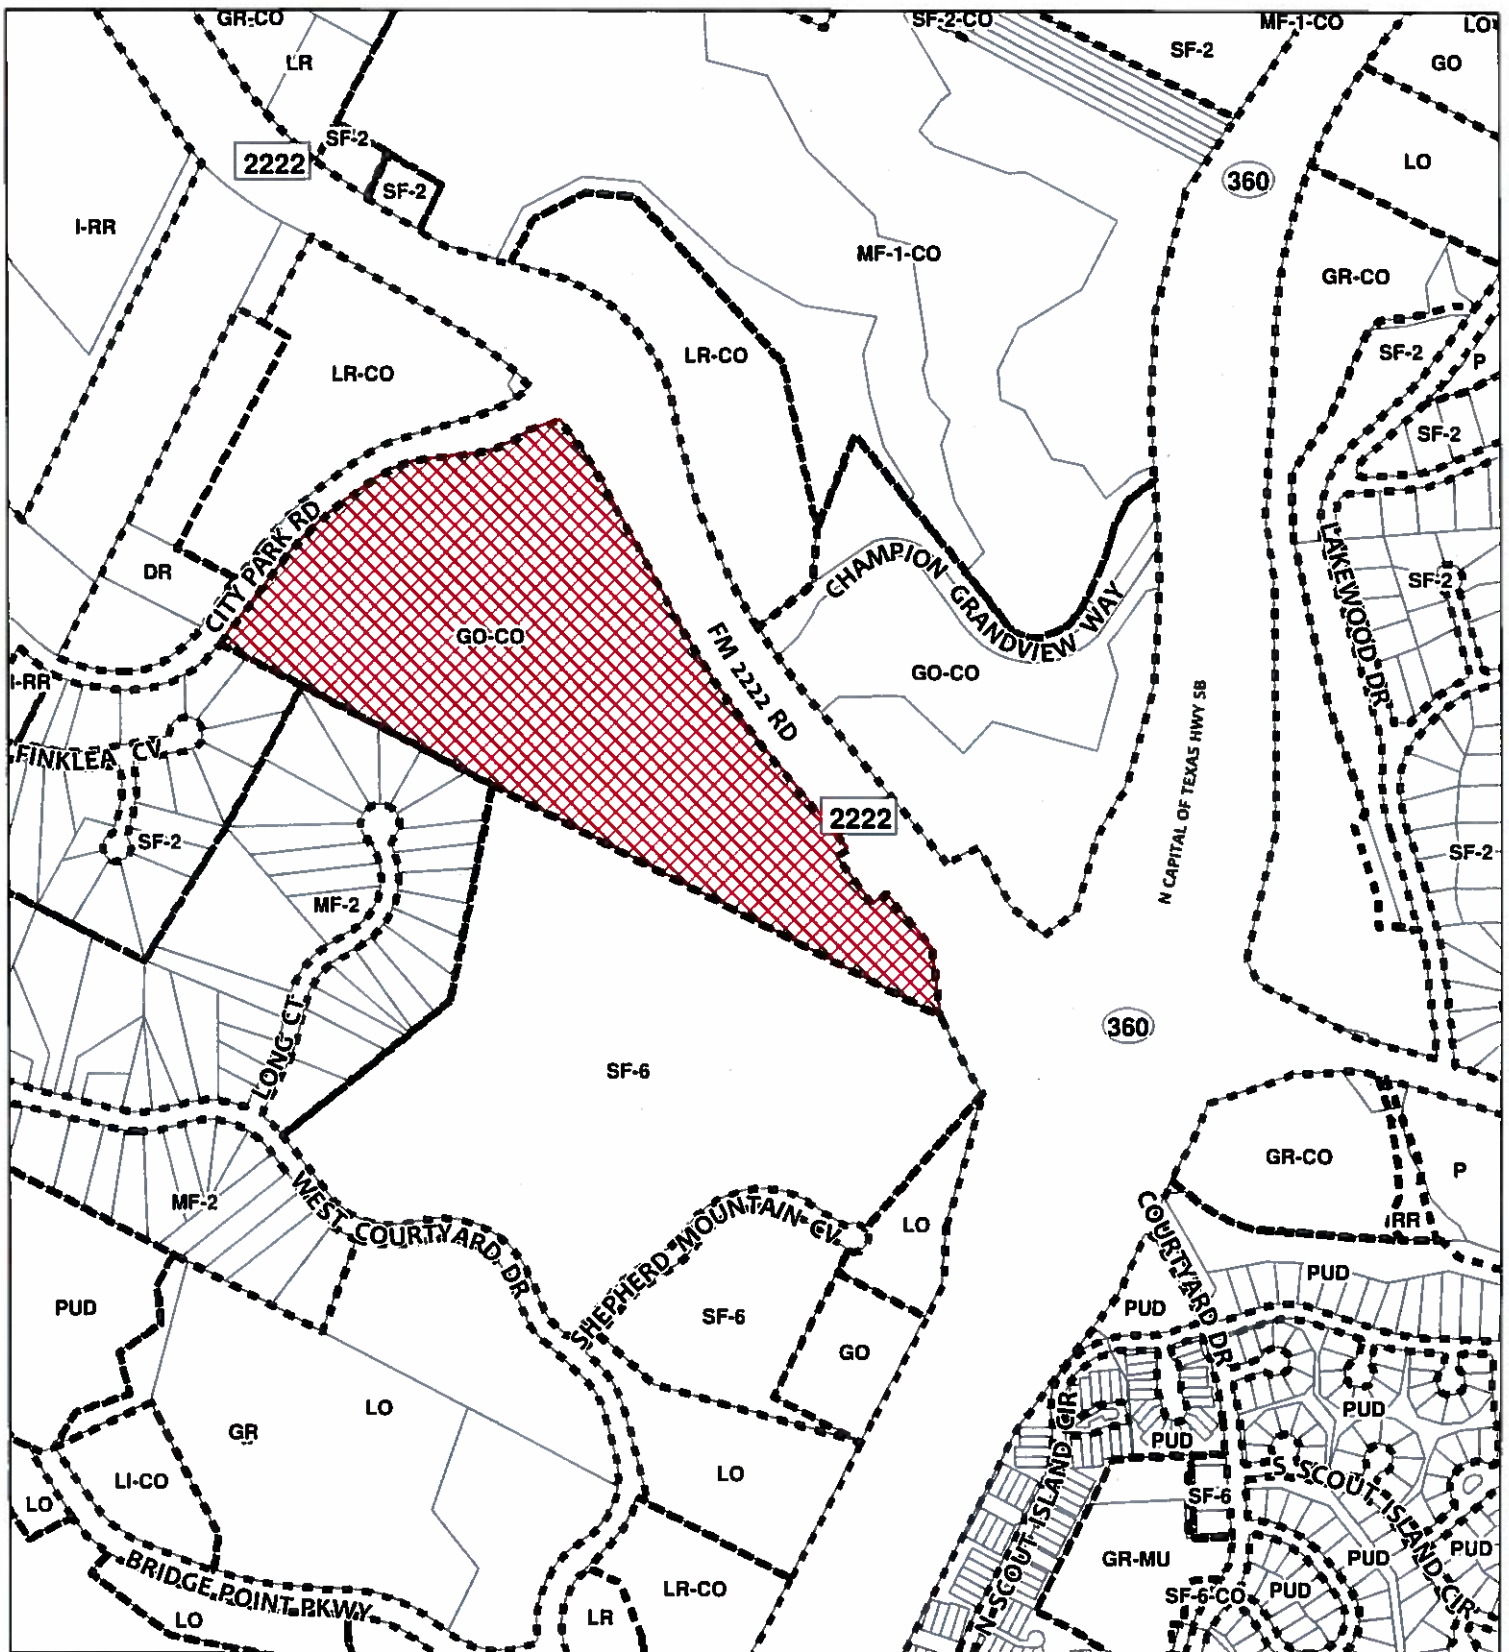 GR-CO
SF-2-CO
MF-1-CO
LO
LR
SF-2
GO
SF-2
2222
SF-2
LO
360
I-RR
MF-1-CO
GR-CO
LR-CO
LR-CO
SF-2
P
SF-2
CITY PARK RD
DR
CHAMPION GRANDVIEW WAY
LAKEWOOD DR
SF-2
GO-CO
FM 2222 RD
GO-CO
I-RR
N CAPITAL OF TEXAS HWY SB
FINKLEA CV
2222
SF-2
SF-2
MF-2
360
LONG CT
SF-6
GR-CO
P
MF-2
WEST COURTYARD DR
SHEPHERD MOUNTAIN CV
LO
COURTYARD DR
RR
PUD
PUD
PUD
SF-6
GO
LO
GR
PUD
PUD
LI-CO
LO
LO
N SCOUT ISLAND CIR
S SCOUT ISLAND CIR
SF-6
PUD
PUD
GR-MU
BRIDGE POINT PKWY
LR-CO
SF-6-CO
PUD
LO
LR